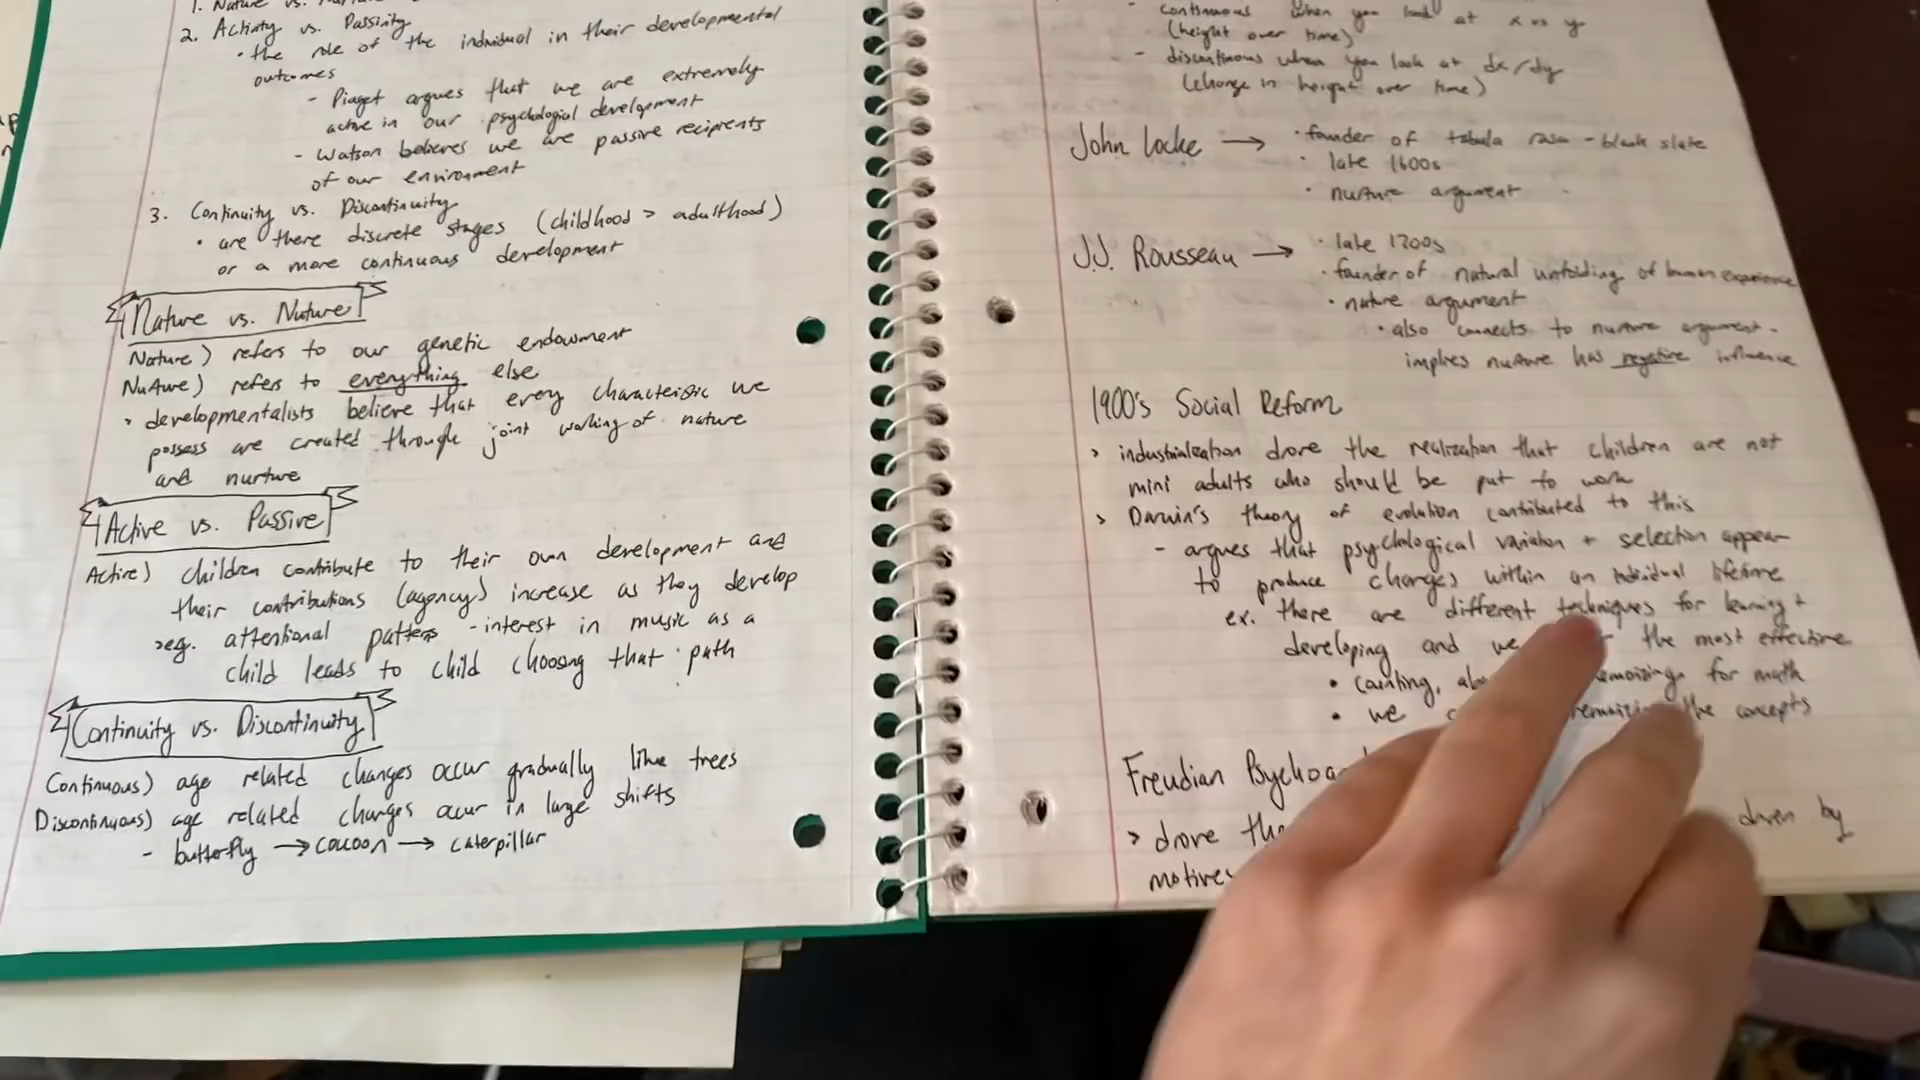 1. Nature vs.
2. Activity vs. Passivity
• the role of the individual in their developmental
outcomes
- Piaget argues that we are extremely
active in our psychological development
- Watson believes we are passive recipients
of our environment
3. Continuity vs. Discontinuity
• are there discrete stages (childhood > adulthood)
or a more continuous development
Nature vs. Nuture
Nature) refers to our genetic endowment
Nuture) refers to everything else
• developmentalists believe that every characteristic we
possess are created through joint working of nature
and nurture
Active vs. Passive
Active) children contribute to their own development and
their contributions (agency) increase as they develop
>eg. attentional patterns - interest in music as a
child leads to child choosing that path
Continuity vs. Discontinuity
Continuous) age related changes occur gradually like trees
Discontinuous) age related changes occur in large shifts
- butterfly → cocoon → caterpillar
- continuous when you look at x vs y
(height over time)
- discontinuous when you look at dx/dy
(change in height over time)
John Locke → • founder of tabula rasa - blank slate
• late 1600s
• nurture argument
J.J. Rousseau → • late 1700s
• founder of natural unfolding of human experience
• nature argument
• also connects to nurture argument.
implies nurture has negative influence
1900's Social Reform
> industrialization drove the realization that children are not
mini adults who should be put to work
> Darwin's theory of evolution contributed to this
- argues that psychological variation + selection appear
to produce changes within an individual lifetime
ex. there are different techniques for learning +
developing and we the most effective
• counting, for math
• we the concepts
Freudian
> drove the driven by
motives